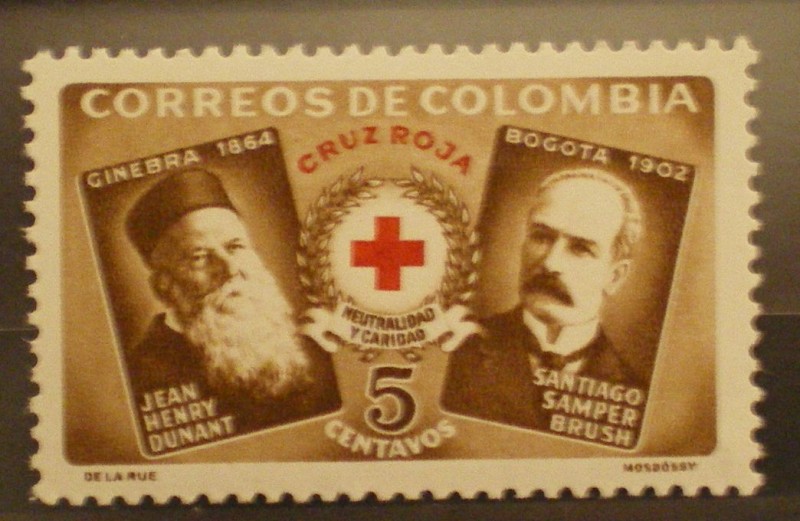 CORREOS DE COLOMBIA
GINEBRA 1864
CRUZ ROJA
BOGOTA 1902
NEUTRALIDAD
Y CARIDAD
JEAN
HENRY
DUNANT
5
CENTAVOS
SANTIAGO
SAMPER
BRUSH
DE LA RUE
MOSDÓSSY